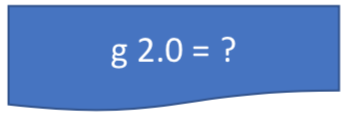 g 2.0 = ?